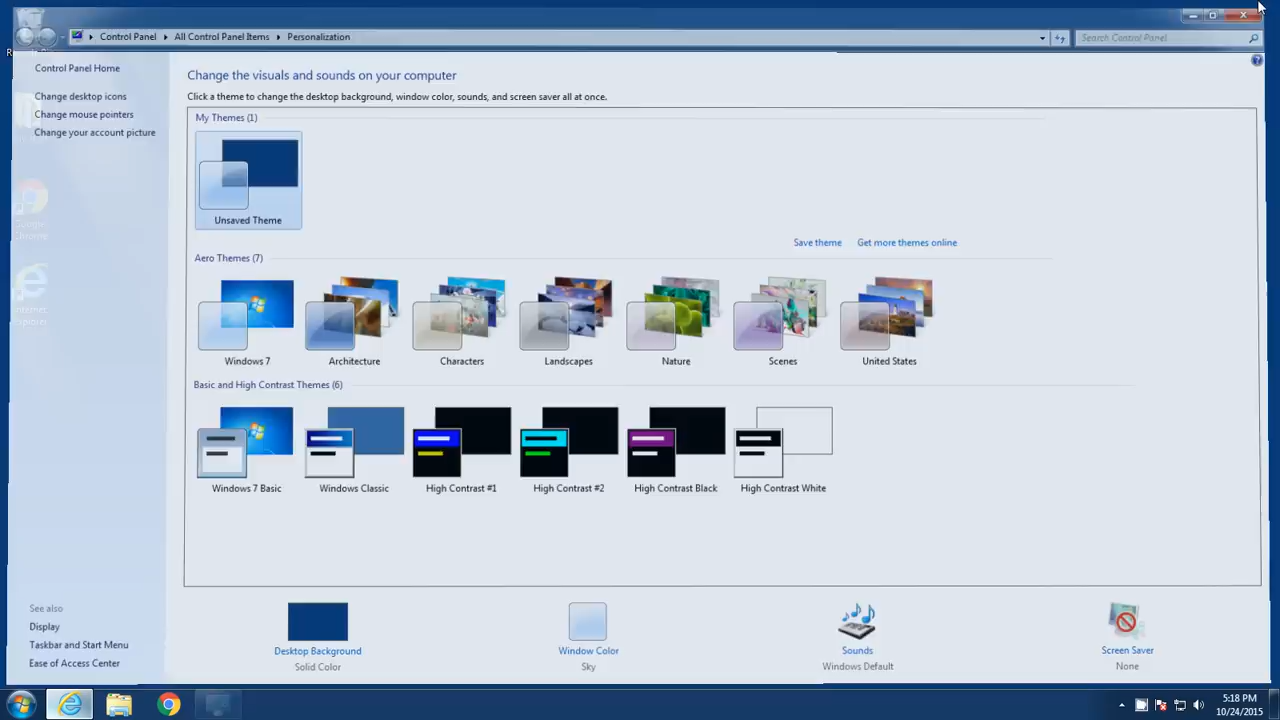 Control Panel
All Control Panel Items
Personalization
Search Control Panel
Control Panel Home
Change desktop icons
Change mouse pointers
Change your account picture
Change the visuals and sounds on your computer
Click a theme to change the desktop background, window color, sounds, and screen saver all at once.
My Themes (1)
Unsaved Theme
Save theme Get more themes online
Aero Themes (7)
Windows 7 Architecture Characters Landscapes Nature Scenes United States
Basic and High Contrast Themes (6)
Windows 7 Basic Windows Classic High Contrast #1 High Contrast #2 High Contrast Black High Contrast White
Google
Chrome
Internet
Explorer
See also
Display
Taskbar and Start Menu
Ease of Access Center
Desktop Background
Solid Color
Window Color
Sky
Sounds
Windows Default
Screen Saver
None
5:18 PM
10/24/2015